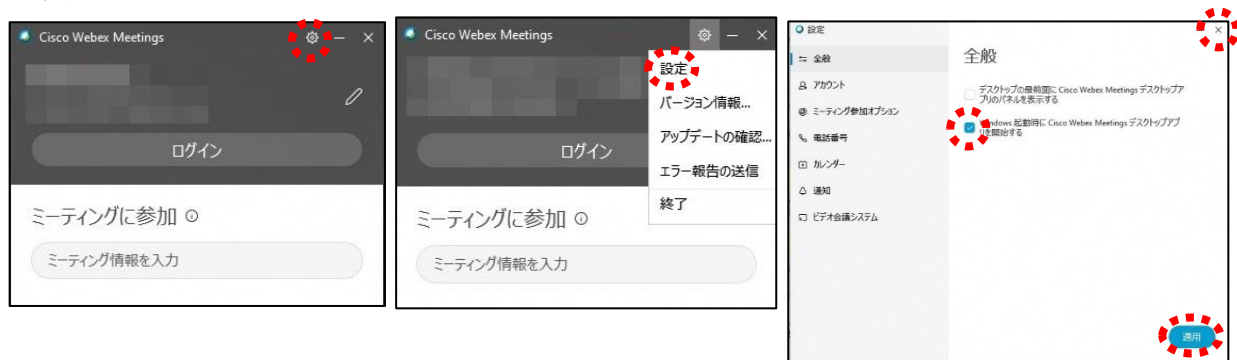 Cisco Webex Meetings
ログイン
ミーティングに参加
ミーティング情報を入力
Cisco Webex Meetings
設定
バージョン情報...
アップデートの確認...
エラー報告の送信
終了
ログイン
ミーティングに参加
ミーティング情報を入力
設定
全般
アカウント
ミーティング参加オプション
電話番号
カレンダー
通知
ビデオ会議システム
全般
デスクトップの最前面に Cisco Webex Meetings デスクトップア
プリのパネルを表示する
Windows 起動時に Cisco Webex Meetings デスクトップアプ
リを開始する
適用